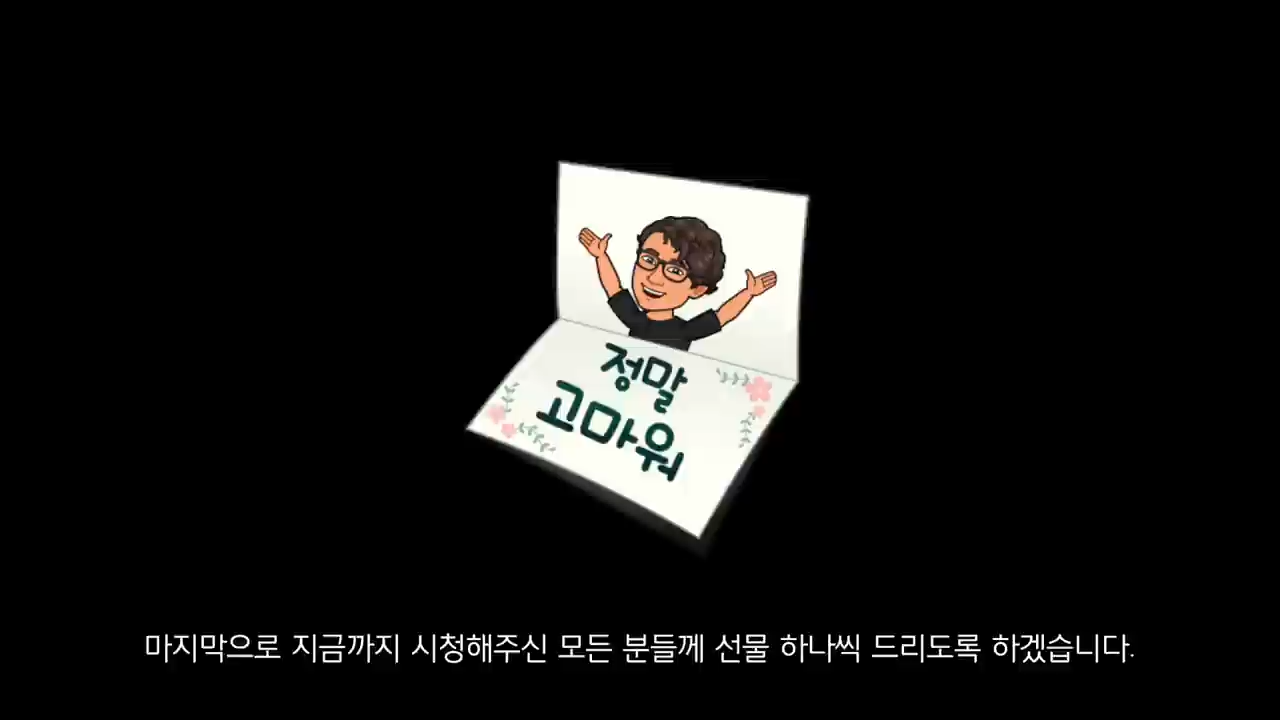 정말
고마워
마지막으로 지금까지 시청해주신 모든 분들께 선물 하나씩 드리도록 하겠습니다.